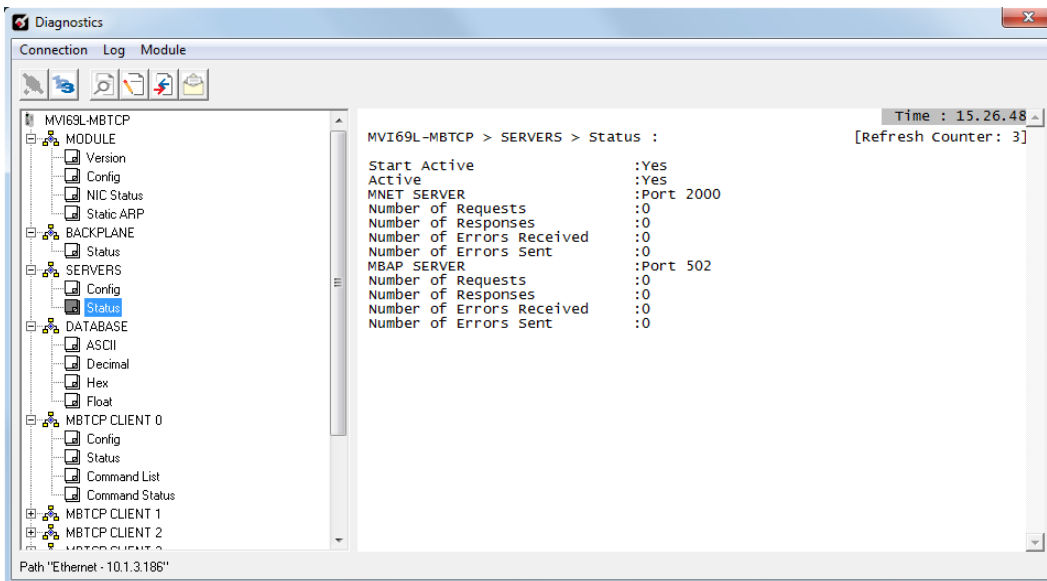 Diagnostics
Connection Log Module
MVI69L-MBTCP
MODULE
Version
Config
NIC Status
Static ARP
BACKPLANE
Status
SERVERS
Config
Status
DATABASE
ASCII
Decimal
Hex
Float
MBTCP CLIENT 0
Config
Status
Command List
Command Status
MBTCP CLIENT 1
MBTCP CLIENT 2
Time : 15.26.48
MVI69L-MBTCP > SERVERS > Status : [Refresh Counter: 3]
Start Active :Yes
Active :Yes
MNET SERVER :Port 2000
Number of Requests :0
Number of Responses :0
Number of Errors Received :0
Number of Errors Sent :0
MBAP SERVER :Port 502
Number of Requests :0
Number of Responses :0
Number of Errors Received :0
Number of Errors Sent :0
Path "Ethernet - 10.1.3.186"